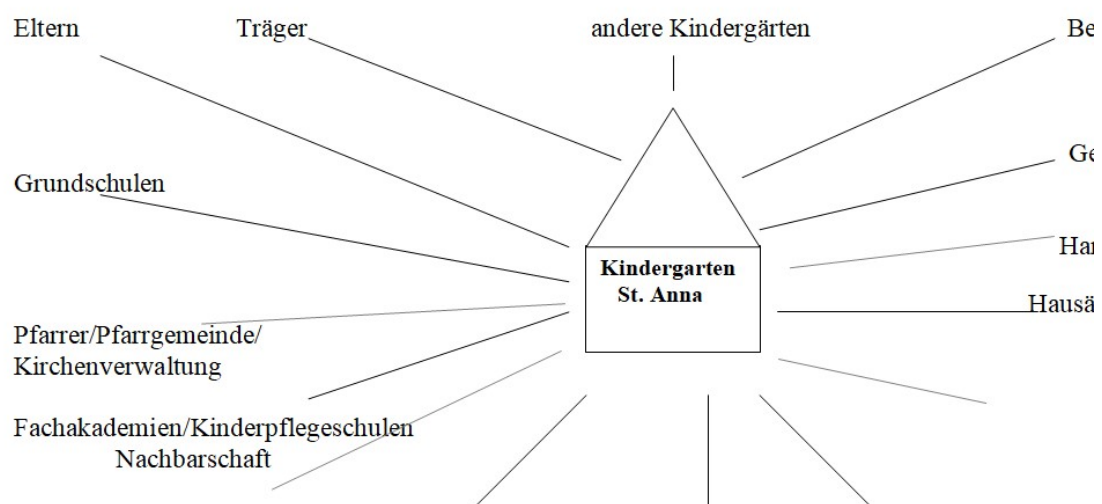 Eltern
Träger
andere Kindergärten
Grundschulen
Kindergarten
St. Anna
Pfarrer/Pfarrgemeinde/
Kirchenverwaltung
Fachakademien/Kinderpflegeschulen
Nachbarschaft